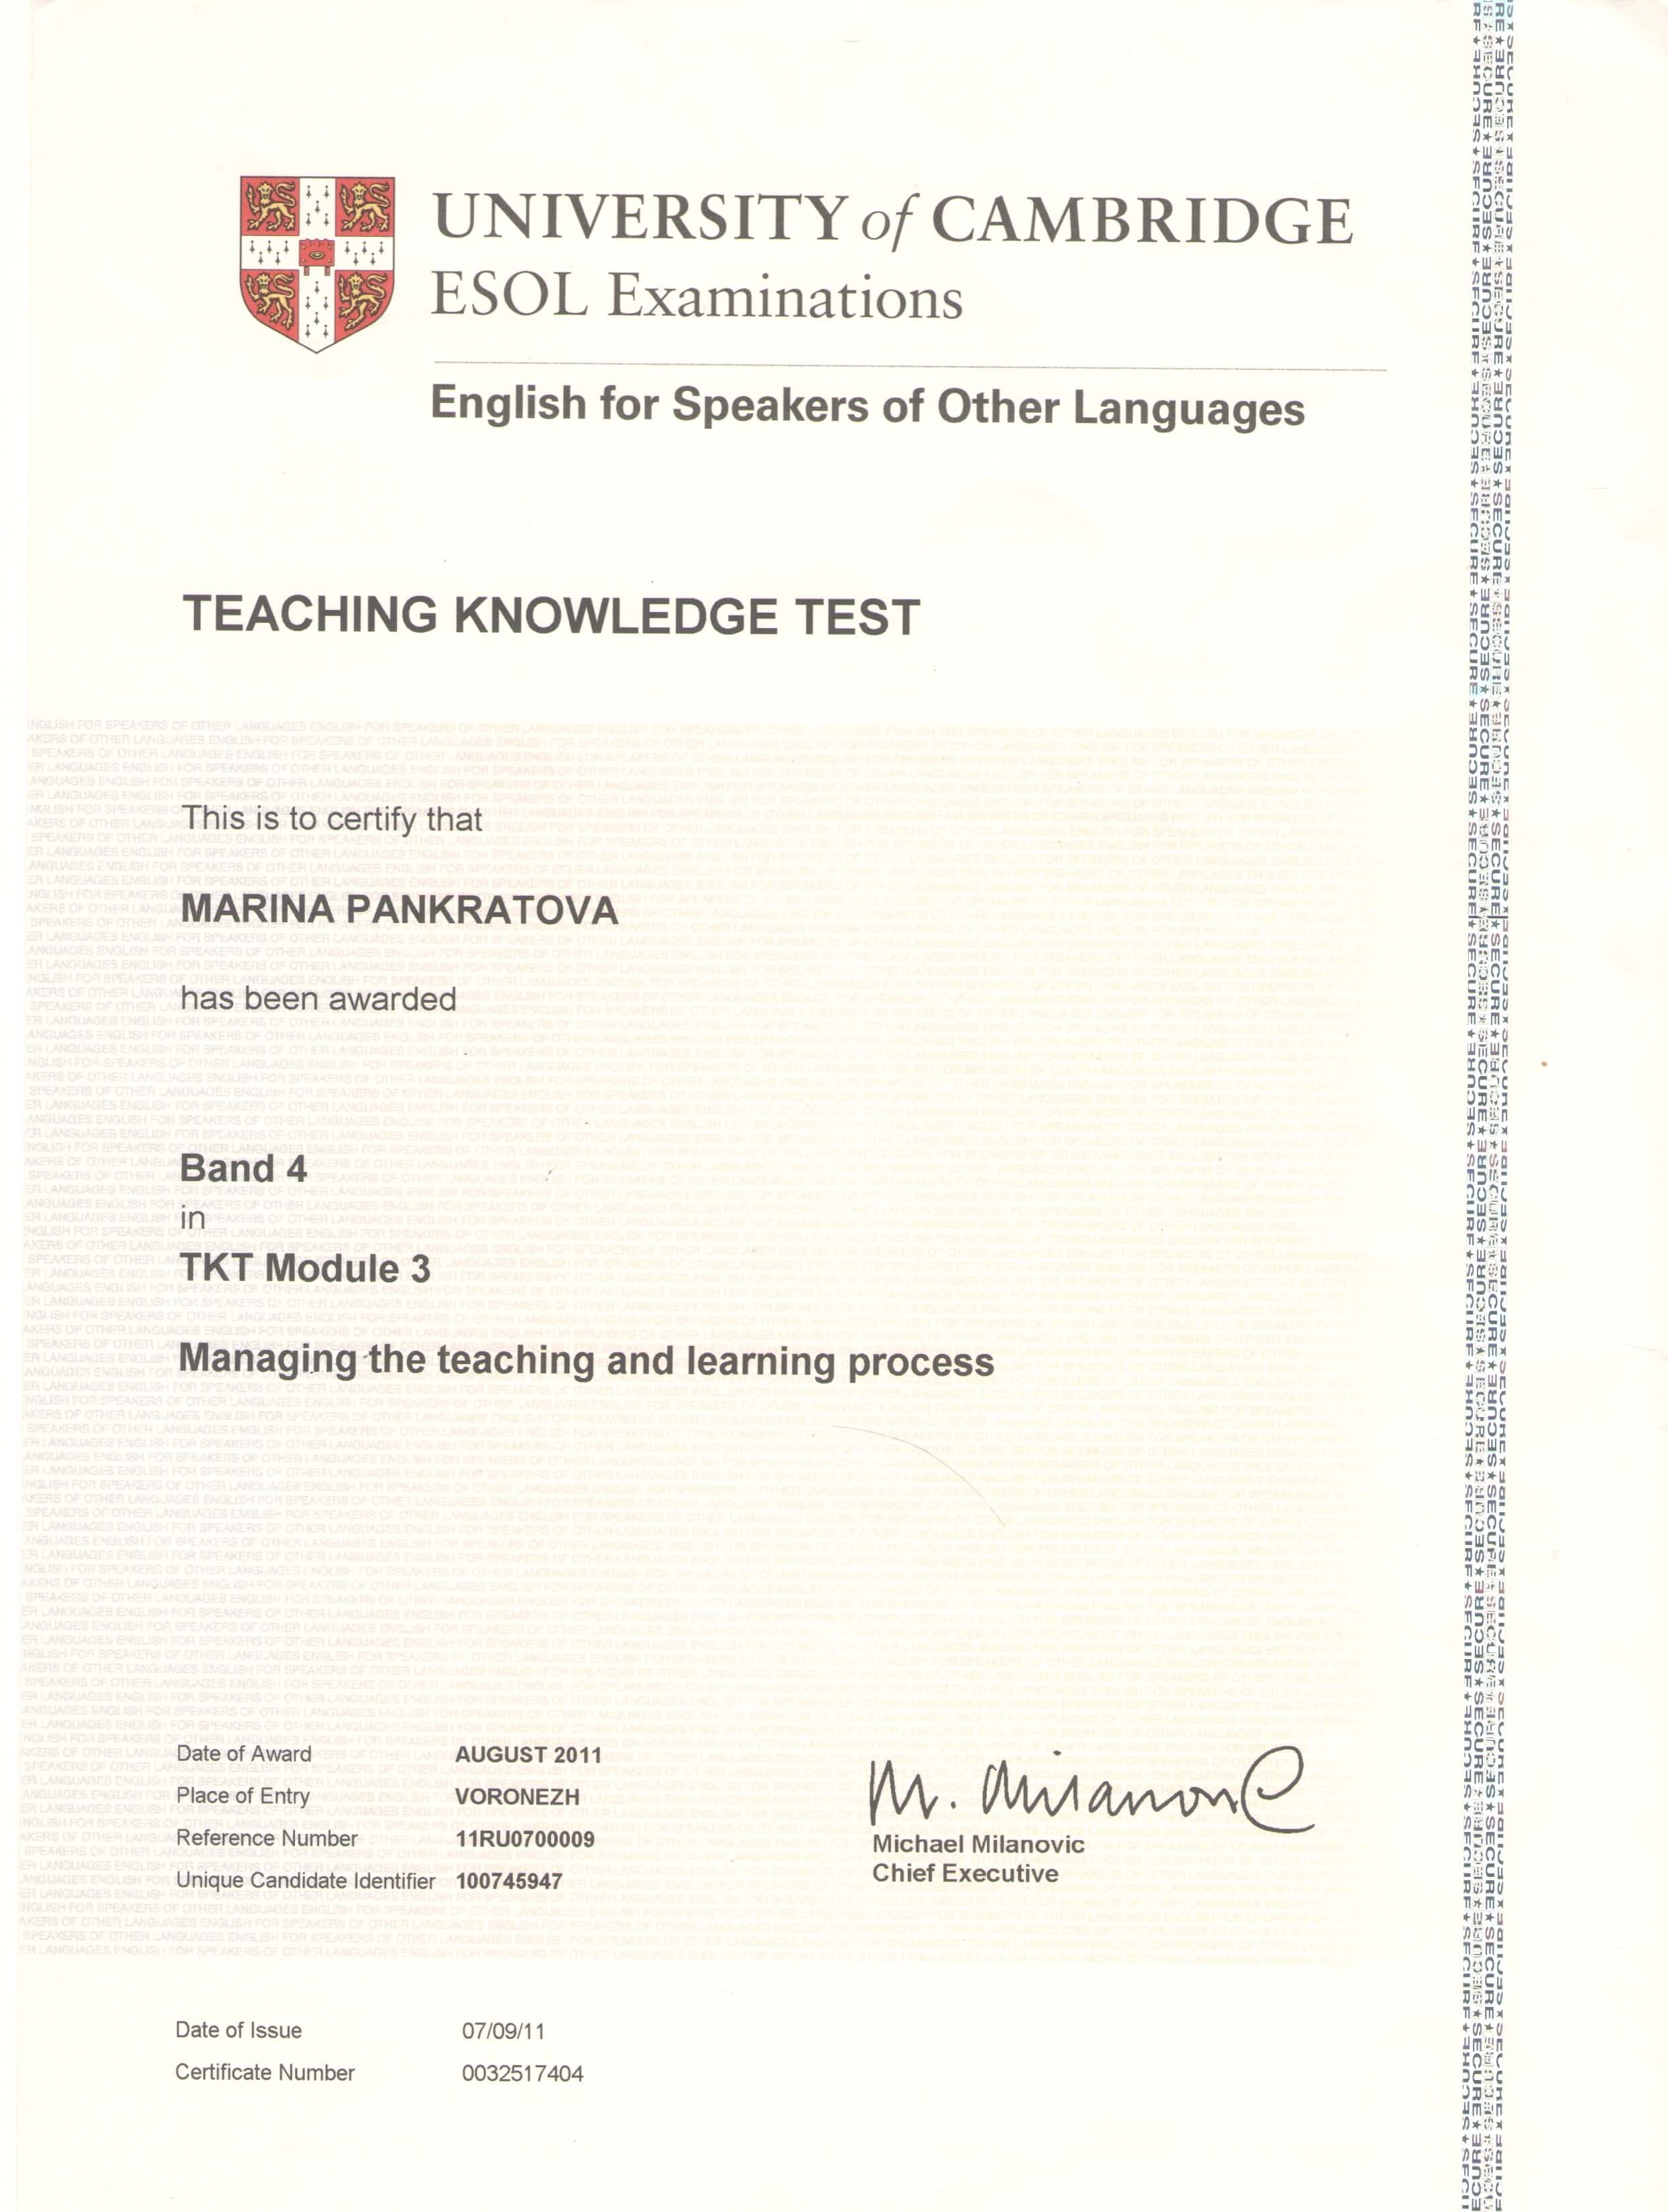 UNIVERSITY of CAMBRIDGE
ESOL Examinations
English for Speakers of Other Languages
TEACHING KNOWLEDGE TEST
This is to certify that
MARINA PANKRATOVA
has been awarded
Band 4
in
TKT Module 3
Managing the teaching and learning process
Date of Award AUGUST 2011
Place of Entry VORONEZH
Reference Number 11RU0700009
Unique Candidate Identifier 100745947
M. Milanovic
Michael Milanovic
Chief Executive
Date of Issue 07/09/11
Certificate Number 0032517404